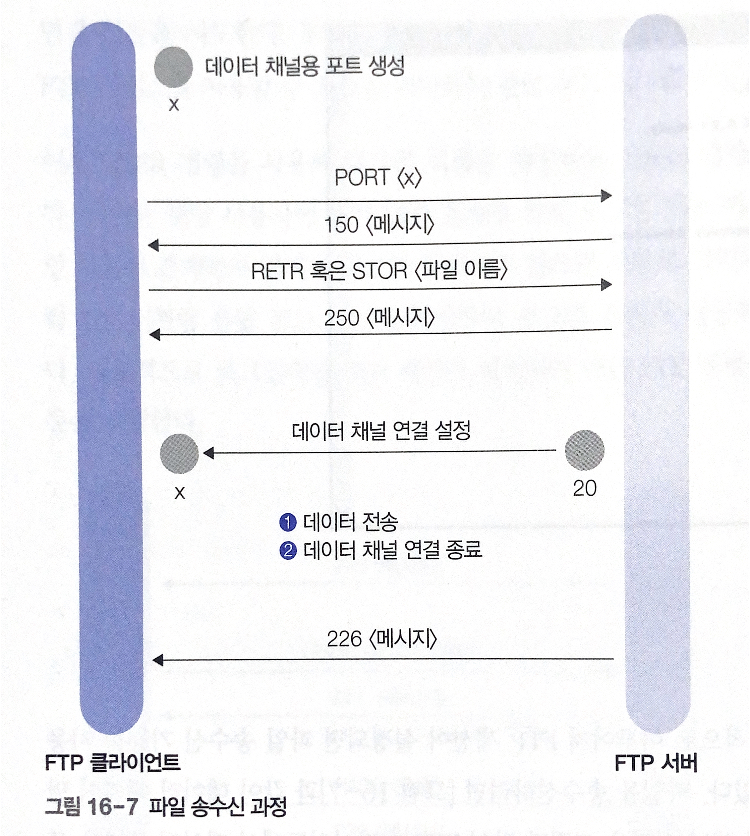 데이터 채널용 포트 생성
x
PORT 〈x〉
150 〈메시지〉
RETR 혹은 STOR 〈파일 이름〉
250 〈메시지〉
데이터 채널 연결 설정
x
20
❶ 데이터 전송
❷ 데이터 채널 연결 종료
226 〈메시지〉
FTP 클라이언트
FTP 서버
그림 16-7 파일 송수신 과정